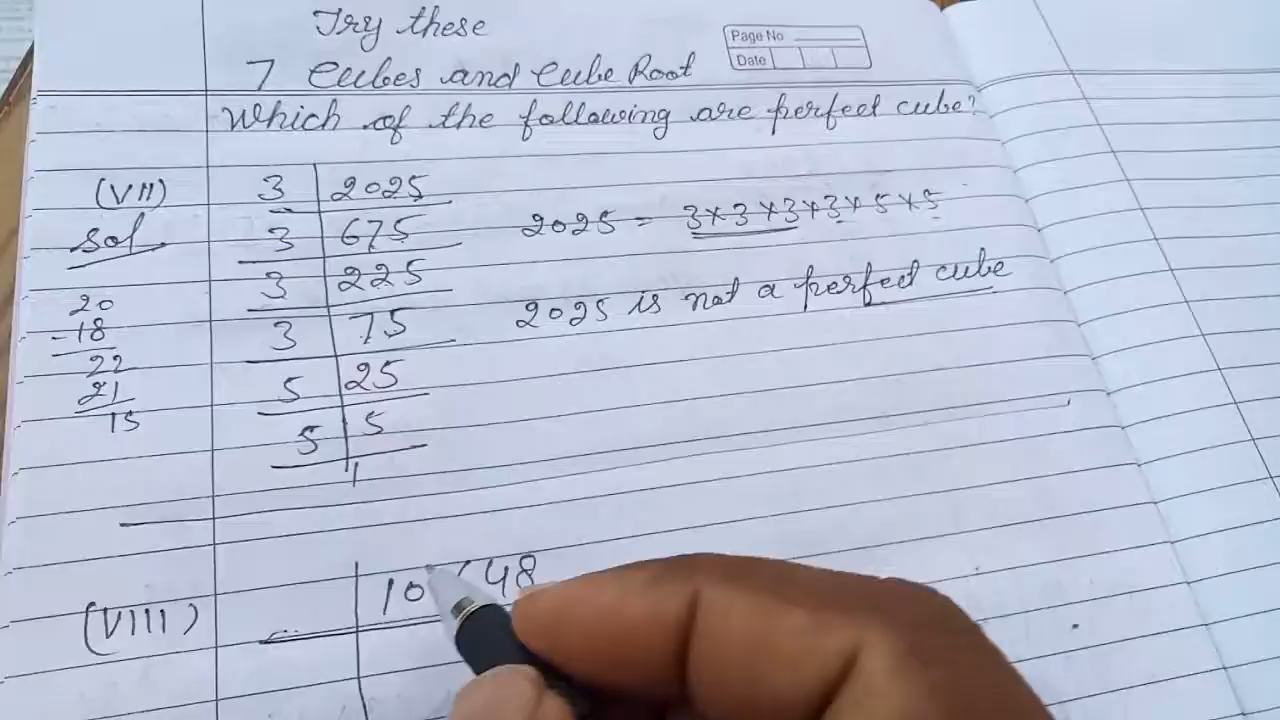 Try these
Page No
Date
7 Cubes and Cube Root
Which of the following are perfect cube?
(VII)
Sol
3 2025
3 675
3 225
3 75
5 25
5 5
1
2025 = 3×3×3×3×5×5
2025 is not a perfect cube
20
-18
22
21
15
(VIII)
10 48